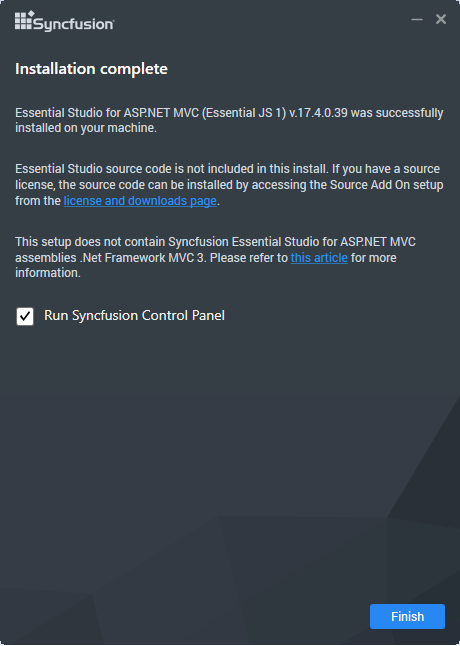 Syncfusion
Installation complete
Essential Studio for ASP.NET MVC (Essential JS 1) v.17.4.0.39 was successfully
installed on your machine.
Essential Studio source code is not included in this install. If you have a source
license, the source code can be installed by accessing the Source Add On setup
from the license and downloads page.
This setup does not contain Syncfusion Essential Studio for ASP.NET MVC
assemblies .Net Framework MVC 3. Please refer to this article for more
information.
Run Syncfusion Control Panel
Finish